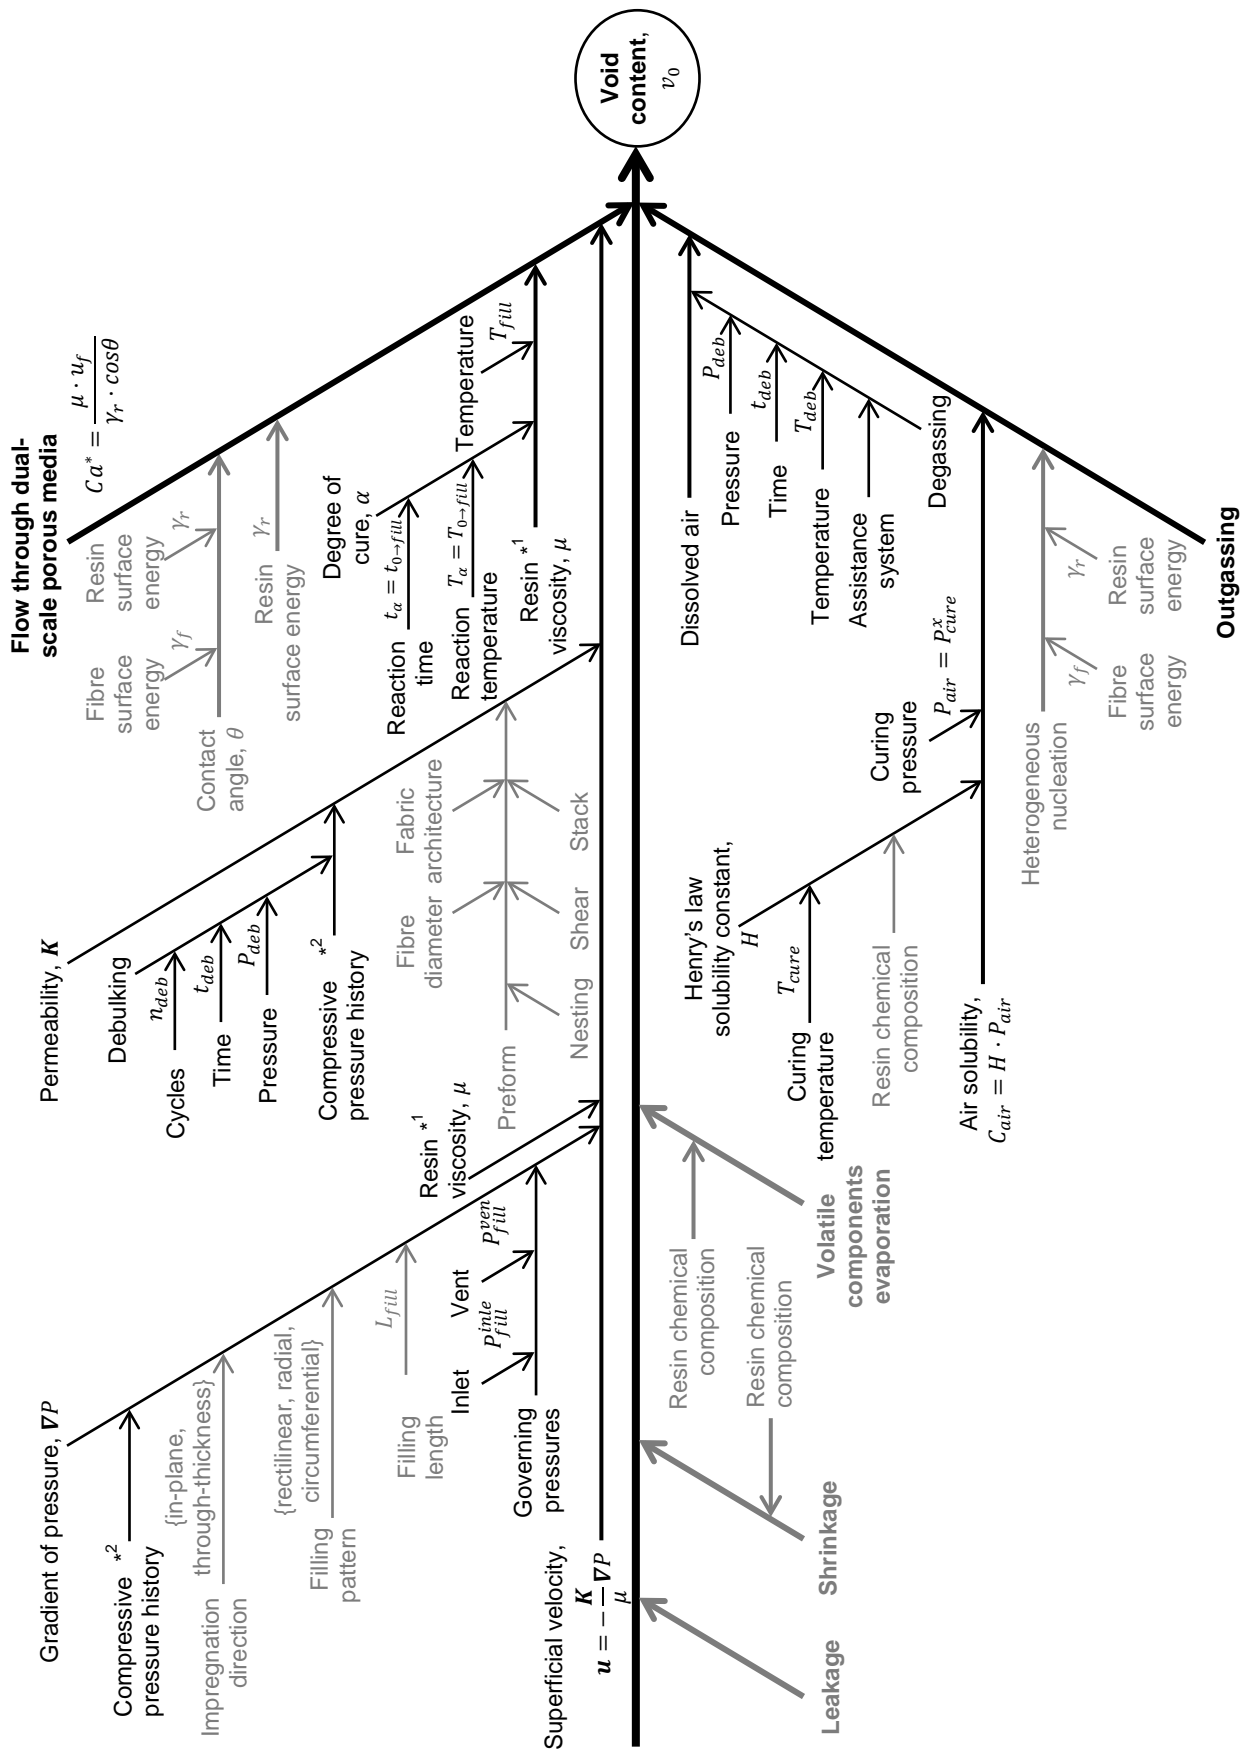 Void
content,
v₀
Flow through dual-
scale porous media
Ca* = (μ · u_f) / (γ_r · cosθ)
Resin
surface
energy
γ_r
Fibre
surface
energy
γ_f
Contact
angle, θ
Resin
surface energy
γ_r
Degree of
cure, α
Reaction
time
t_α = t_{0→fill}
Reaction
temperature
T_α = T_{0→fill}
Temperature
T_fill
Resin *1
viscosity, μ
Permeability, K
Debulking
Cycles
n_deb
Time
t_deb
Pressure
P_deb
Compressive *2
pressure history
Fibre
diameter
Fabric
architecture
Preform
Nesting
Shear
Stack
Gradient of pressure, ∇P
Compressive *2
pressure history
{in-plane,
through-thickness}
Impregnation
direction
{rectilinear, radial,
circumferential}
Filling
pattern
L_fill
Filling
length
Resin *1
viscosity, μ
Inlet
P_fill^inle
Vent
P_fill^ven
Governing
pressures
Superficial velocity,
u = −(K/μ) ∇P
Dissolved air
Pressure
P_deb
Time
t_deb
Temperature
T_deb
Assistance
system
Degassing
Henry's law
solubility constant,
H
Curing
temperature
T_cure
Resin chemical
composition
Curing
pressure
P_air = P_cure^x
Air solubility,
C_air = H · P_air
Heterogeneous
nucleation
Fibre
surface
energy
γ_f
Resin
surface
energy
γ_r
Outgassing
Resin chemical
composition
Volatile
components
evaporation
Resin chemical
composition
Shrinkage
Leakage